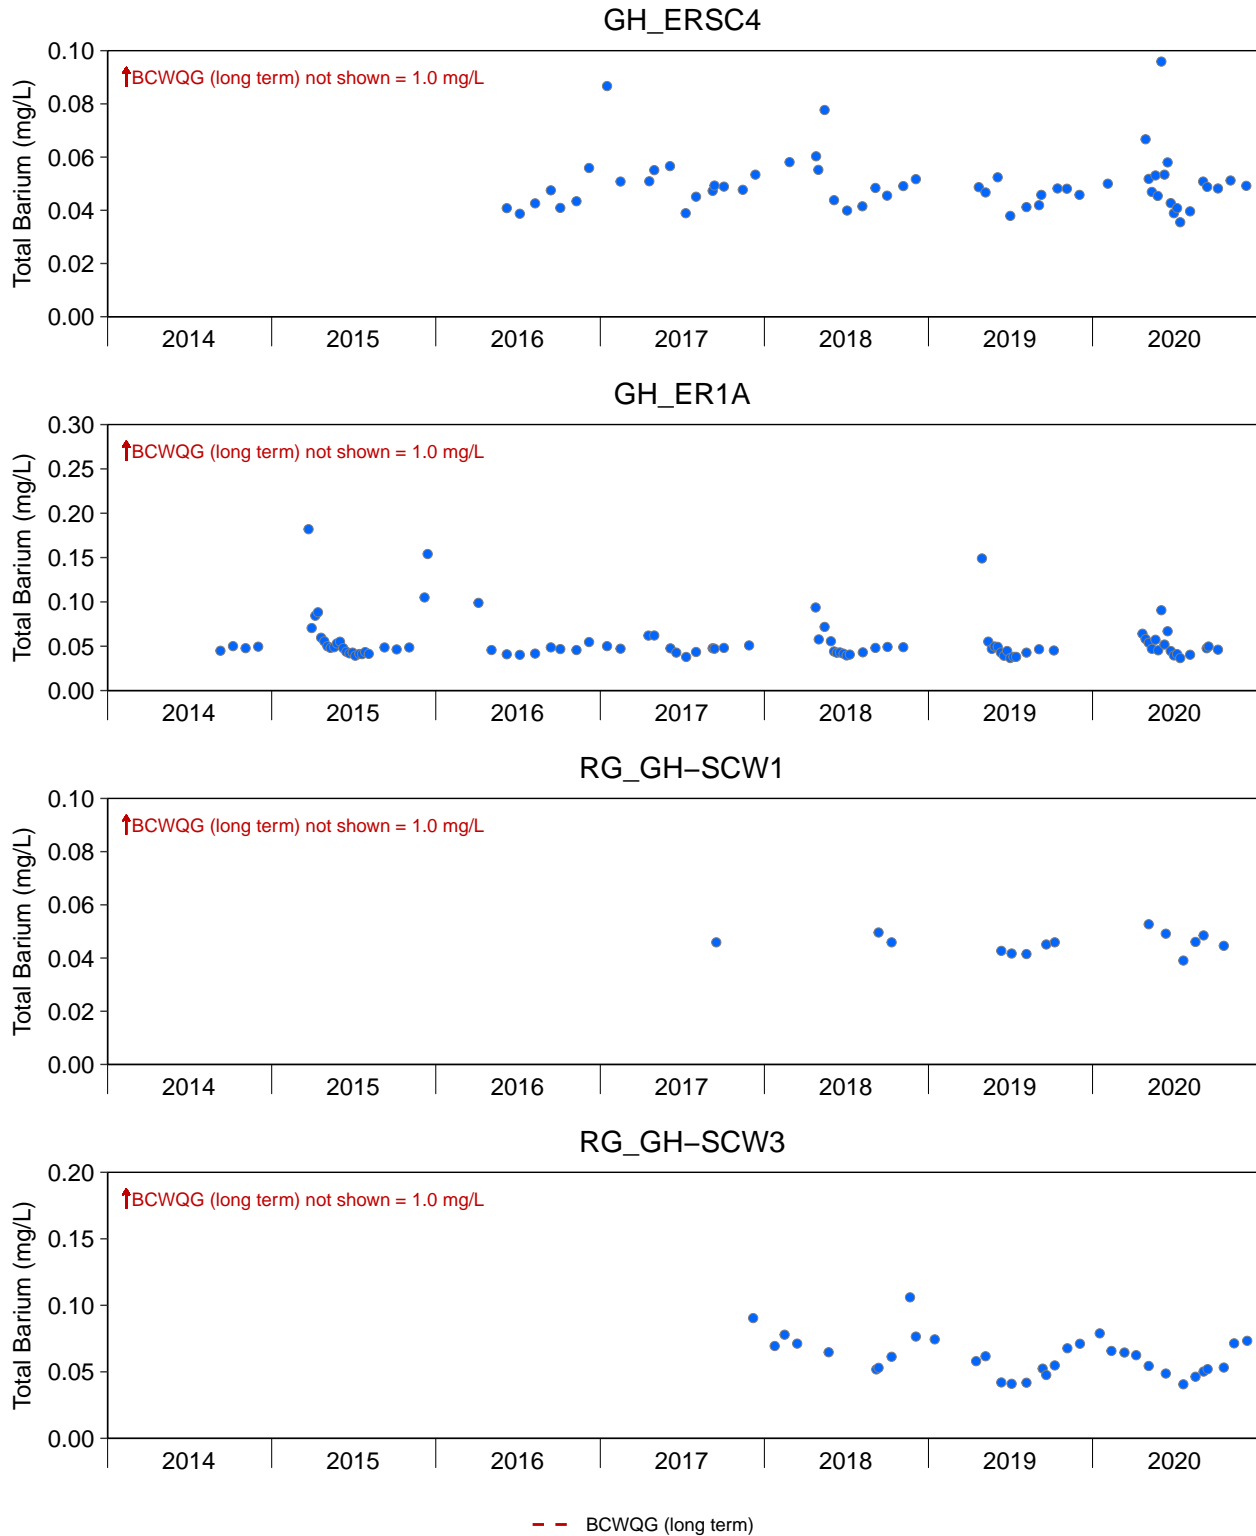 GH_ERSC4
Total Barium (mg/L)
0.10
0.08
0.06
0.04
0.02
0.00
↑BCWQG (long term) not shown = 1.0 mg/L
2014 2015 2016 2017 2018 2019 2020
GH_ER1A
Total Barium (mg/L)
0.30
0.25
0.20
0.15
0.10
0.05
0.00
↑BCWQG (long term) not shown = 1.0 mg/L
2014 2015 2016 2017 2018 2019 2020
RG_GH−SCW1
Total Barium (mg/L)
0.10
0.08
0.06
0.04
0.02
0.00
↑BCWQG (long term) not shown = 1.0 mg/L
2014 2015 2016 2017 2018 2019 2020
RG_GH−SCW3
Total Barium (mg/L)
0.20
0.15
0.10
0.05
0.00
↑BCWQG (long term) not shown = 1.0 mg/L
2014 2015 2016 2017 2018 2019 2020
BCWQG (long term)